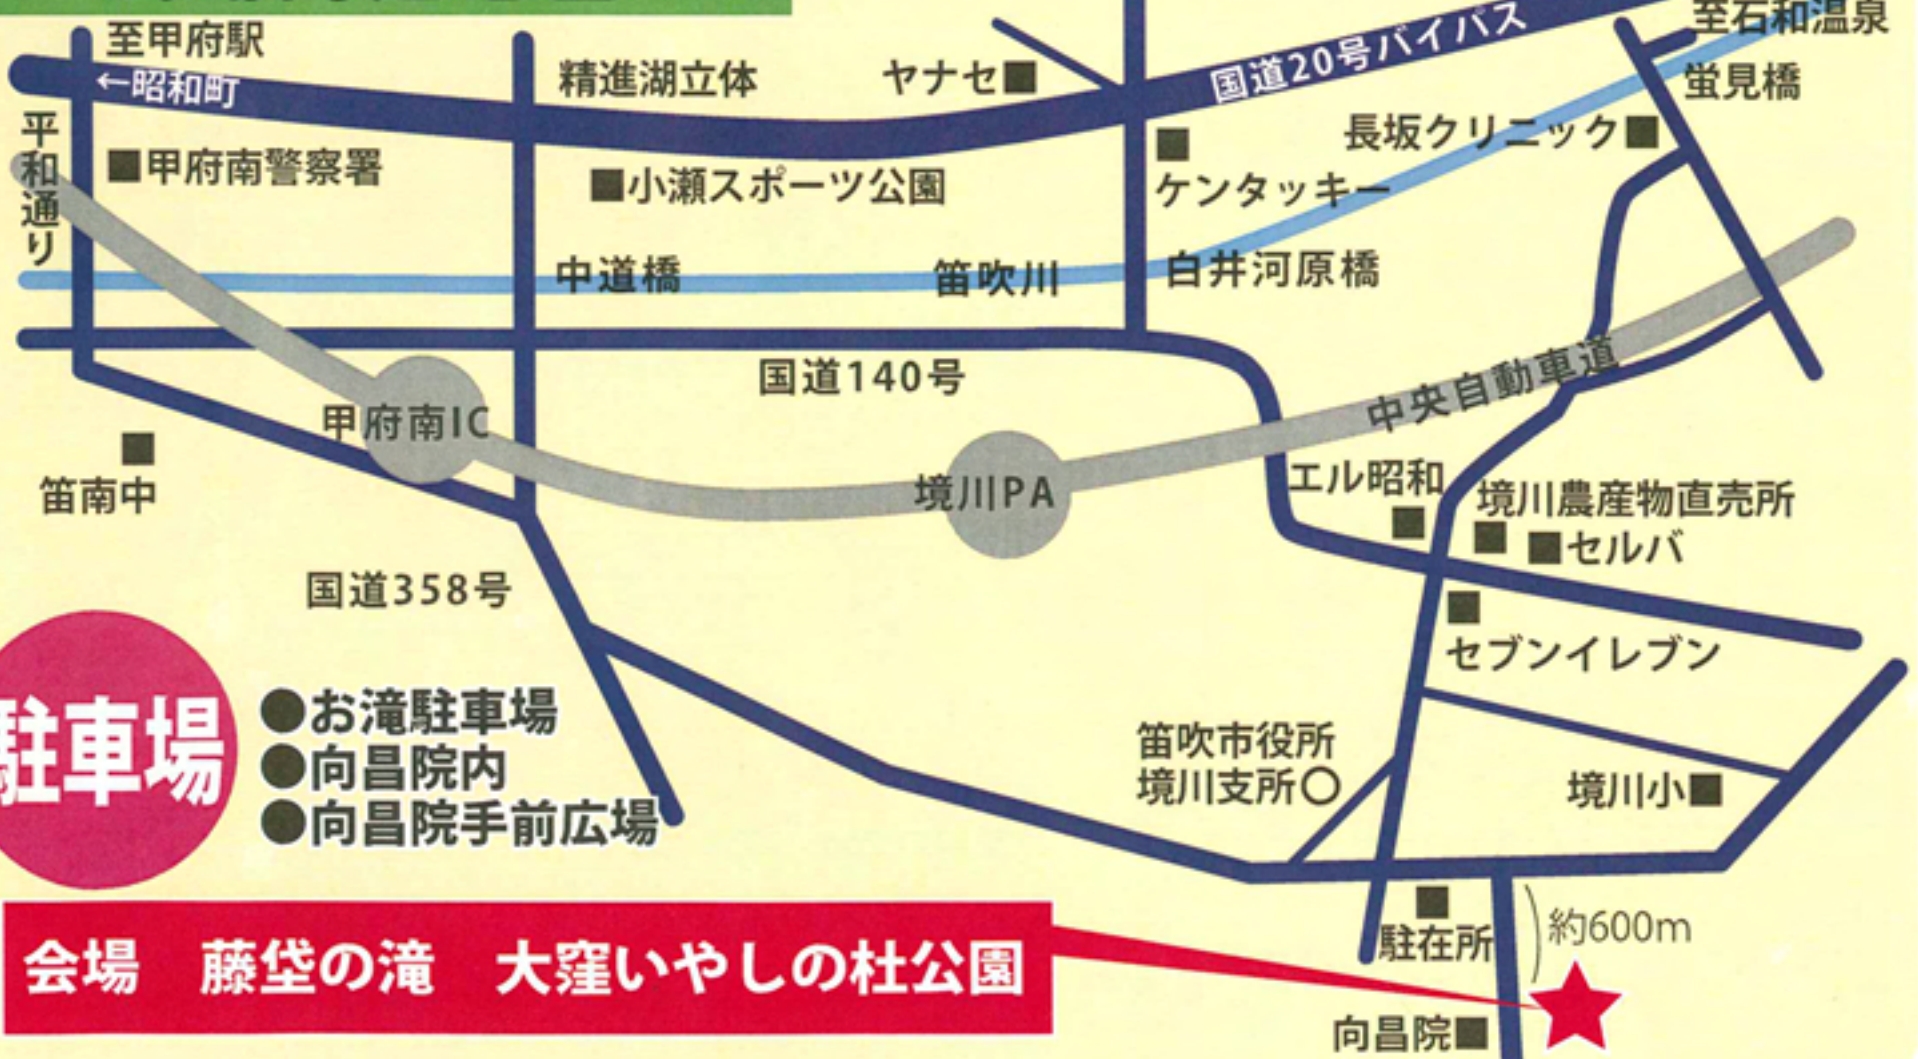 至甲府駅
←昭和町
平和通り
精進湖立体
ヤナセ■
国道20号バイパス
至石和温泉
蛍見橋
長坂クリニック■
■甲府南警察署
■小瀬スポーツ公園
■
ケンタッキー
中道橋
笛吹川
白井河原橋
国道140号
中央自動車道
甲府南IC
境川PA
■
笛南中
エル昭和
■
境川農産物直売所
■
■セルバ
国道358号
■
セブンイレブン
駐車場
●お滝駐車場
●向昌院内
●向昌院手前広場
笛吹市役所
境川支所○
境川小■
■
駐在所
約600m
会場 藤垈の滝 大窪いやしの杜公園
向昌院■